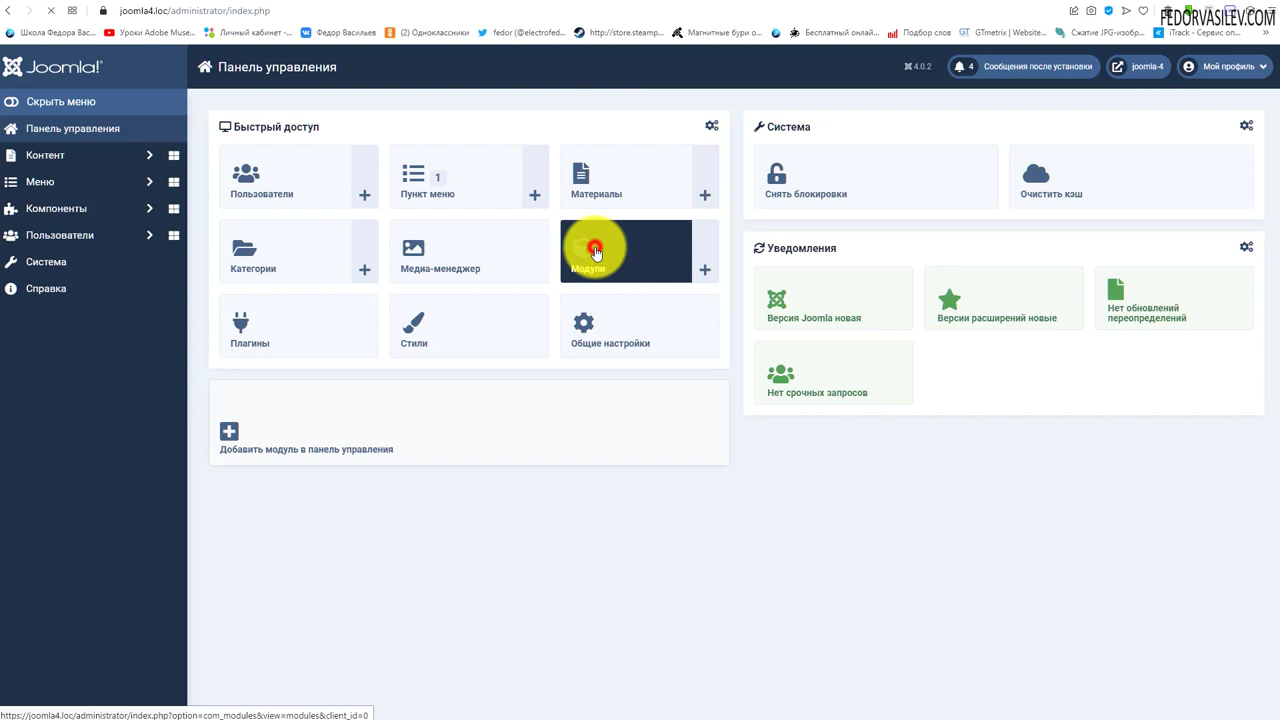 joomla4.loc/administrator/index.php
FEDORVASILEV.COM
Школа Федора Вас...
Уроки Adobe Muse...
Личный кабинет -...
Федор Васильев
(2) Одноклассники
fedor (@electrofed...
http://store.steamp...
Магнитные бури о...
Бесплатный онлай...
Подбор слов
GTmetrix | Website...
Сжатие JPG-изобр...
iTrack - Сервис оп...
Joomla!
Панель управления
4.0.2
4
Сообщения после установки
joomla-4
Мой профиль
Скрыть меню
Панель управления
Контент
Меню
Компоненты
Пользователи
Система
Справка
Быстрый доступ
Пользователи
1
Пункт меню
Материалы
Категории
Медиа-менеджер
Модули
Плагины
Стили
Общие настройки
Добавить модуль в панель управления
Система
Снять блокировки
Очистить кэш
Уведомления
Версия Joomla новая
Версии расширений новые
Нет обновлений
переопределений
Нет срочных запросов
https://joomla4.loc/administrator/index.php?option=com_modules&view=modules&client_id=0